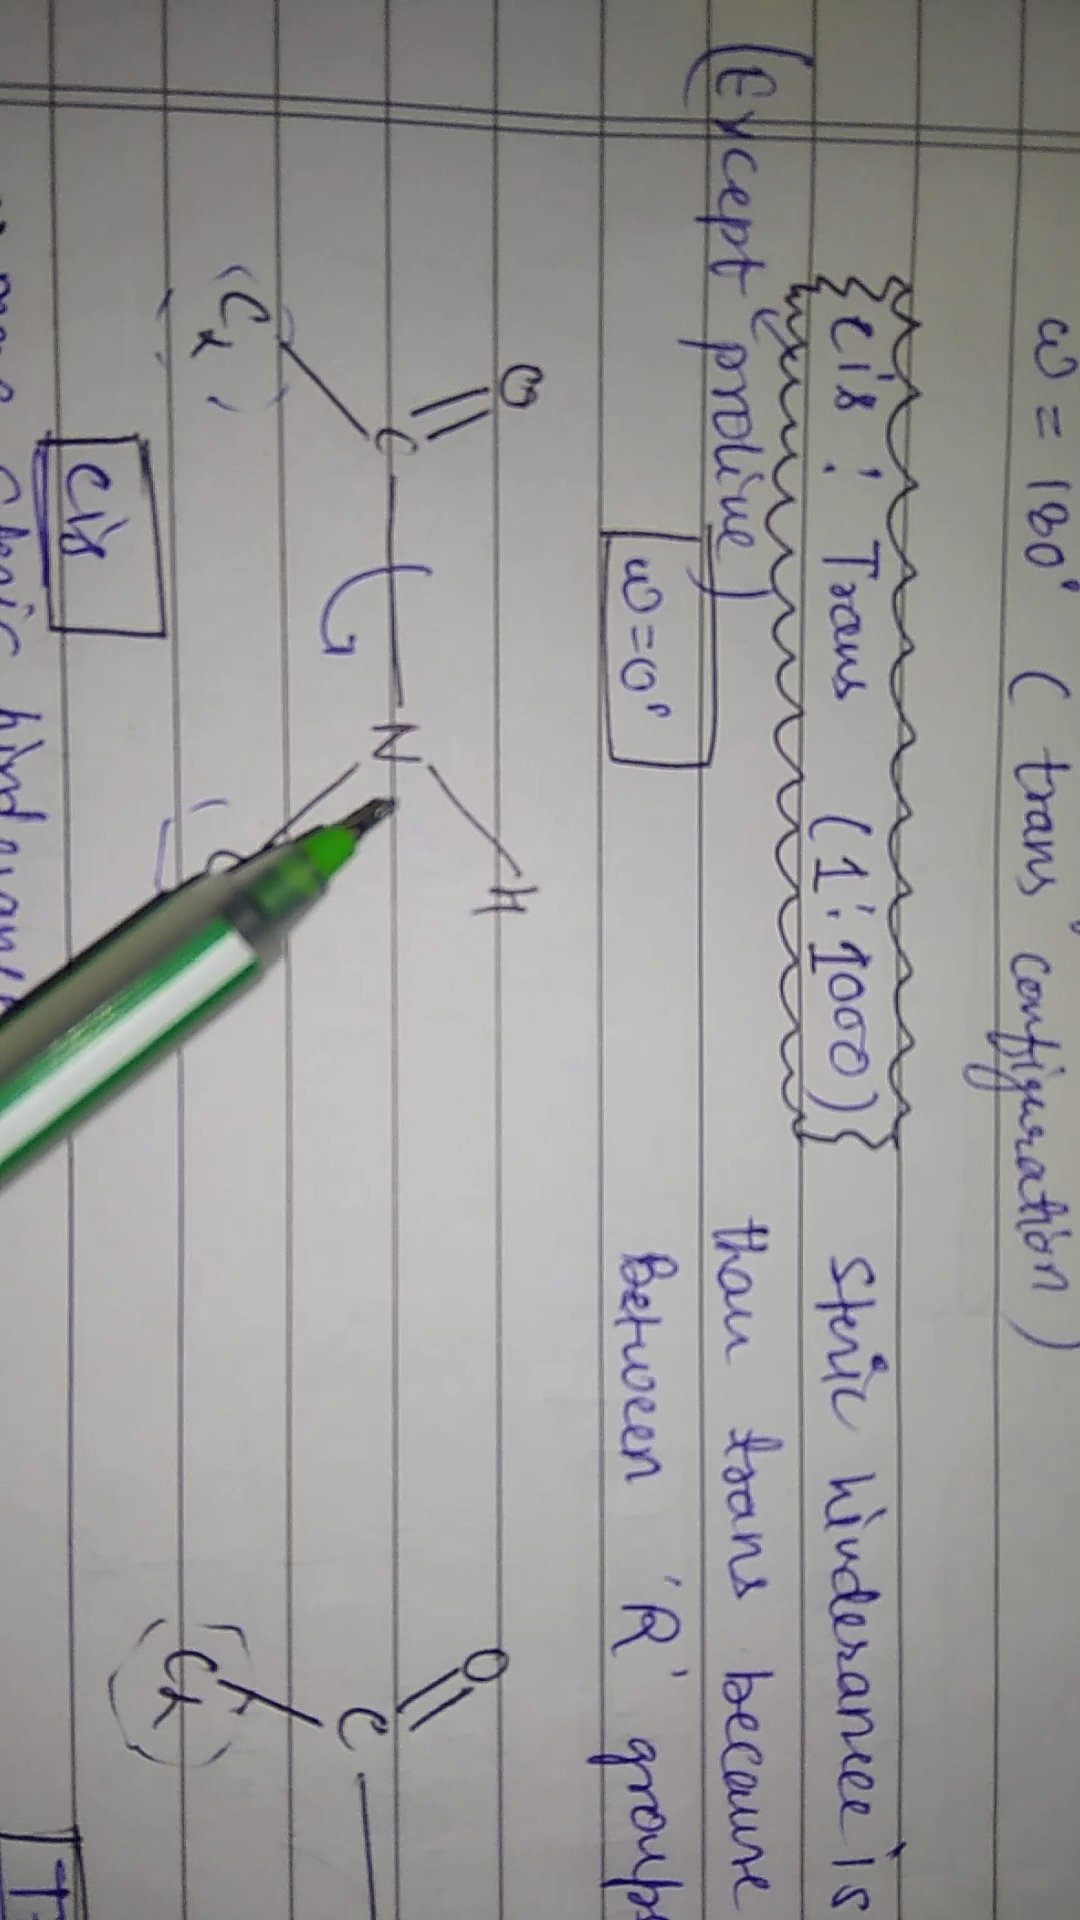 ω = 180° ( trans configuration )
{ cis : Trans (1:1000) } Steric hinderance is
(Except proline) than trans because
ω = 0° Between 'R' groups
O O
H
C N C
Cα Cα
cis
Steric